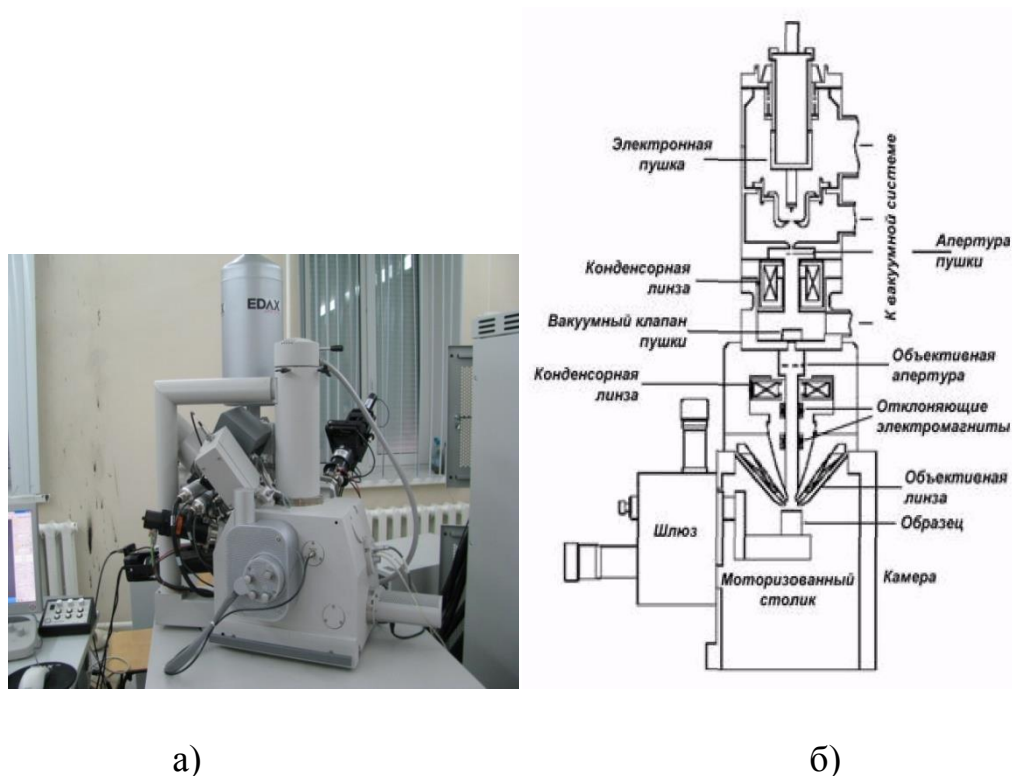 EDAX
Электронная
пушка
К вакуумной системе
Апертура
пушки
Конденсорная
линза
Вакуумный клапан
пушки
Объективная
апертура
Конденсорная
линза
Отклоняющие
электромагниты
Объективная
линза
Образец
Шлюз
Моторизованный
столик
Камера
а)
б)